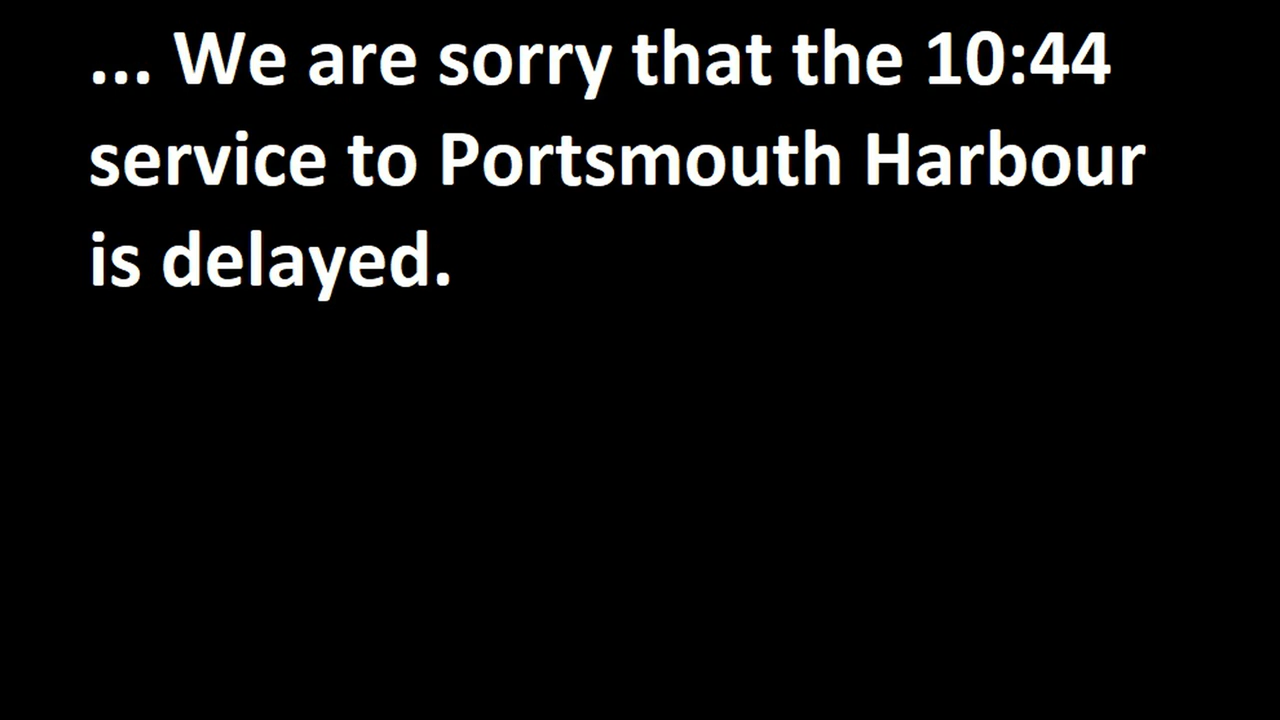 ... We are sorry that the 10:44
service to Portsmouth Harbour
is delayed.